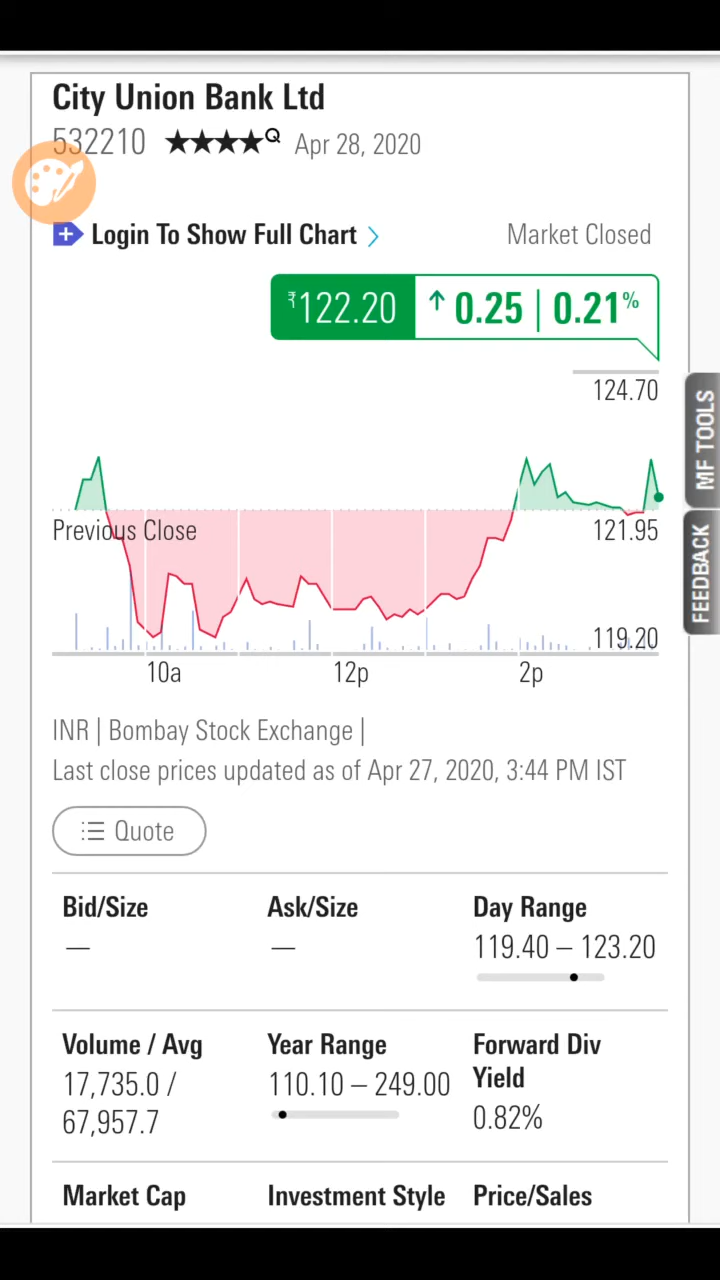 City Union Bank Ltd
532210 ★★★★Q Apr 28, 2020
Login To Show Full Chart Market Closed
₹122.20 ↑ 0.25 | 0.21%
124.70
Previous Close 121.95
119.20
10a 12p 2p
MF TOOLS
FEEDBACK
INR | Bombay Stock Exchange |
Last close prices updated as of Apr 27, 2020, 3:44 PM IST
Quote
Bid/Size Ask/Size Day Range
— — 119.40 – 123.20
Volume / Avg Year Range Forward Div
Yield
17,735.0 / 110.10 – 249.00
67,957.7 0.82%
Market Cap Investment Style Price/Sales